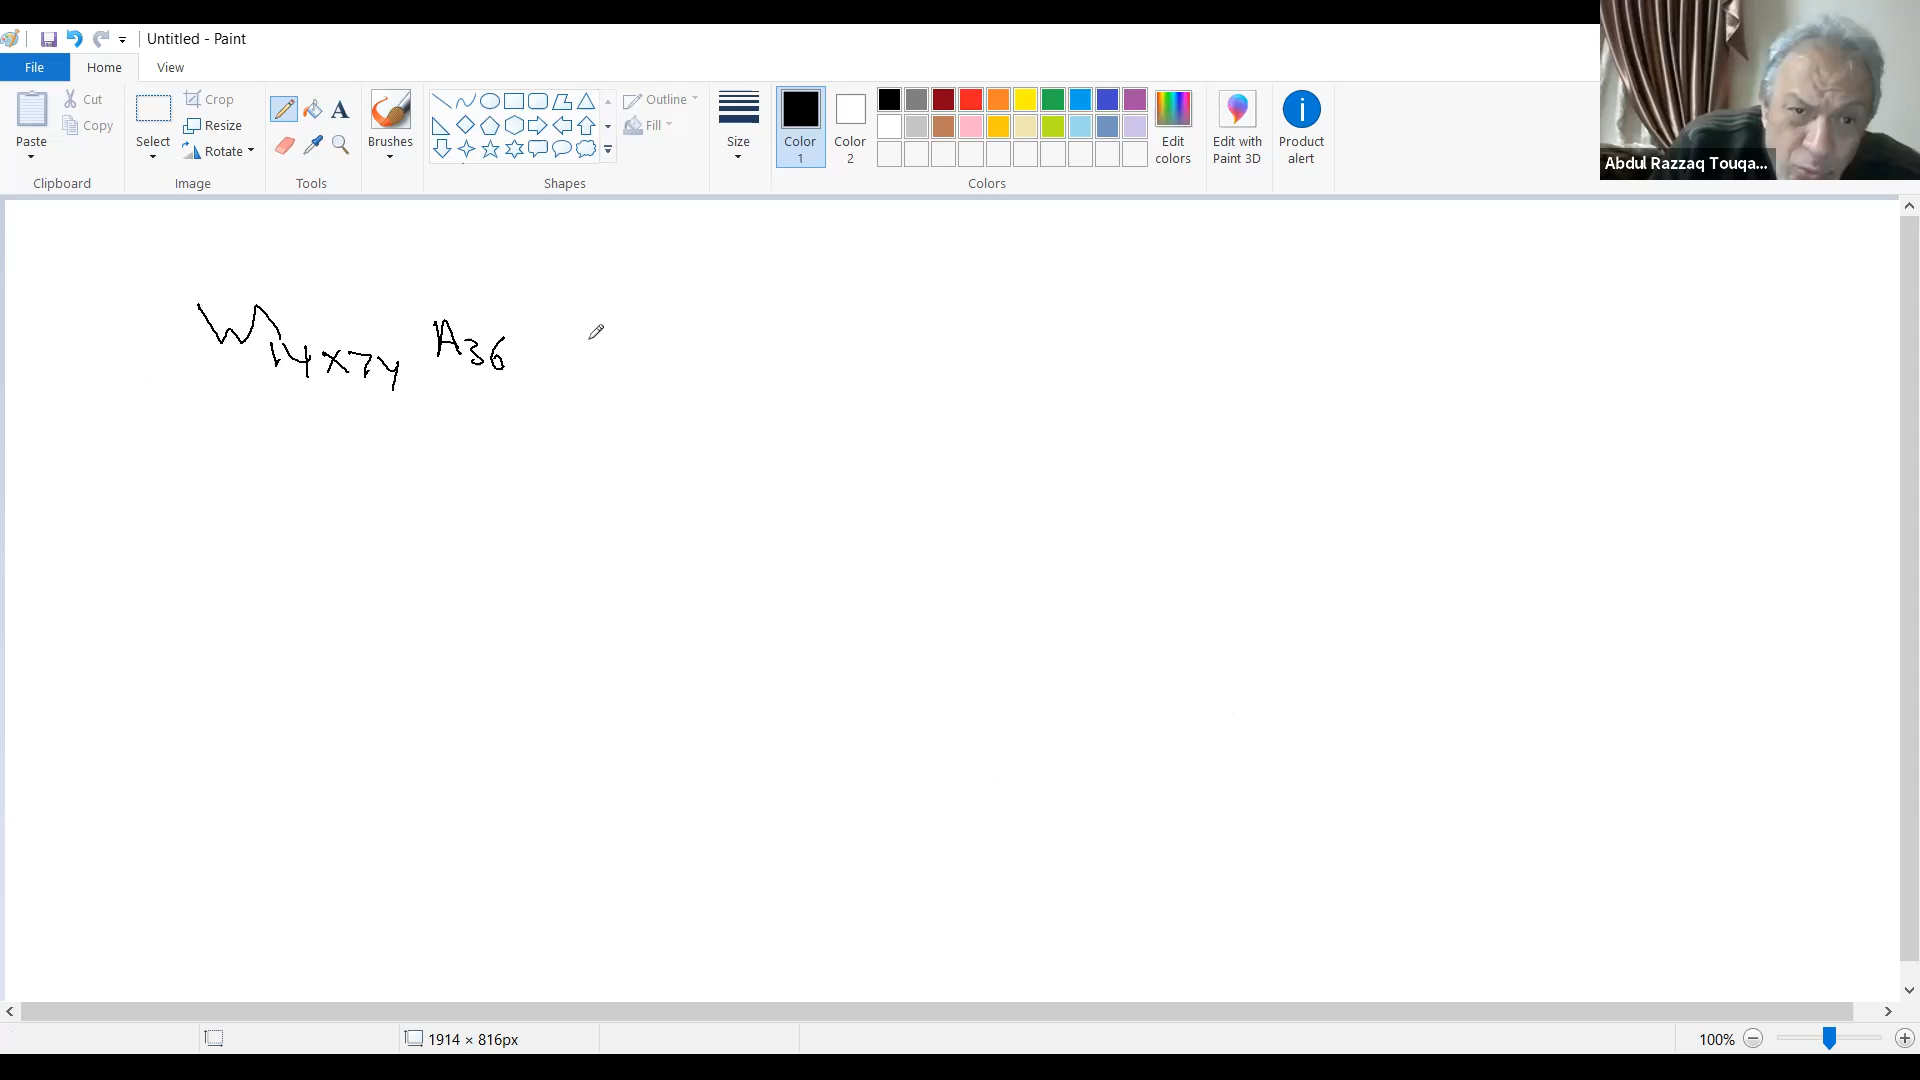 Untitled - Paint
File Home View
Paste
Cut
Copy
Clipboard
Select
Crop
Resize
Rotate
Image
Tools
Brushes
Shapes
Outline
Fill
Size
Color 1
Color 2
Colors
Edit colors
Edit with Paint 3D
Product alert
Abdul Razzaq Touqa...
W14x74 A36
1914 × 816px
100%